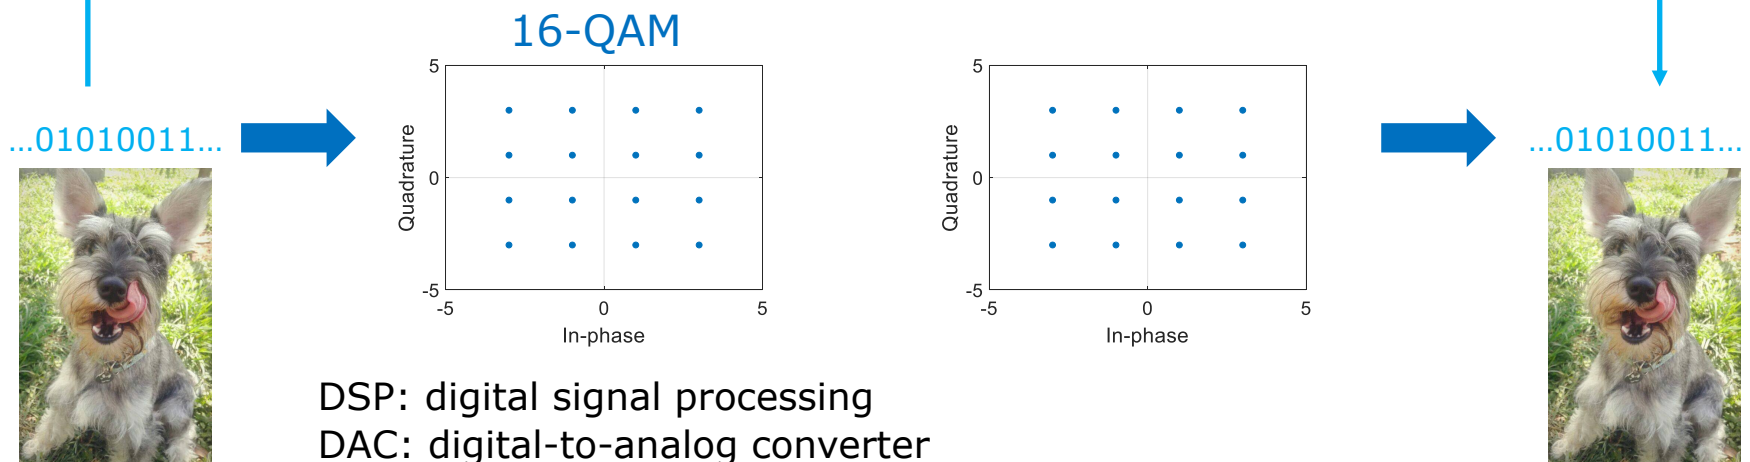 16-QAM
5
0
-5
-5
0
5
Quadrature
In-phase
5
0
-5
-5
0
5
Quadrature
In-phase
...01010011...
...01010011...
DSP: digital signal processing
DAC: digital-to-analog converter